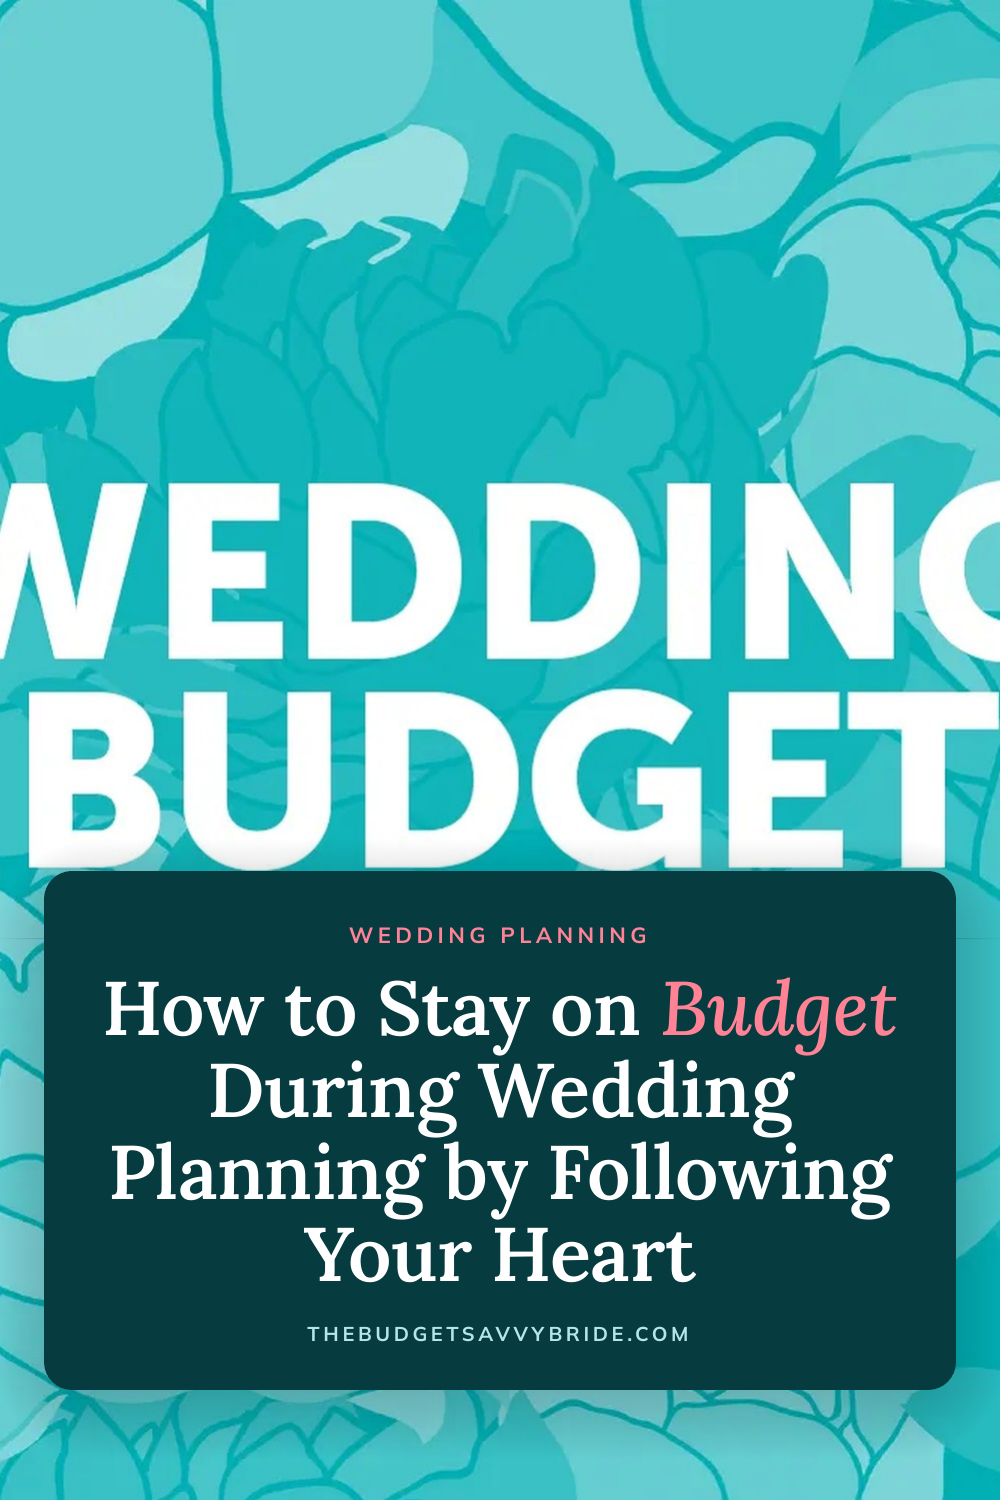 WEDDING
BUDGET
WEDDING PLANNING
How to Stay on Budget
During Wedding
Planning by Following
Your Heart
THEBUDGETSAVVYBRIDE.COM